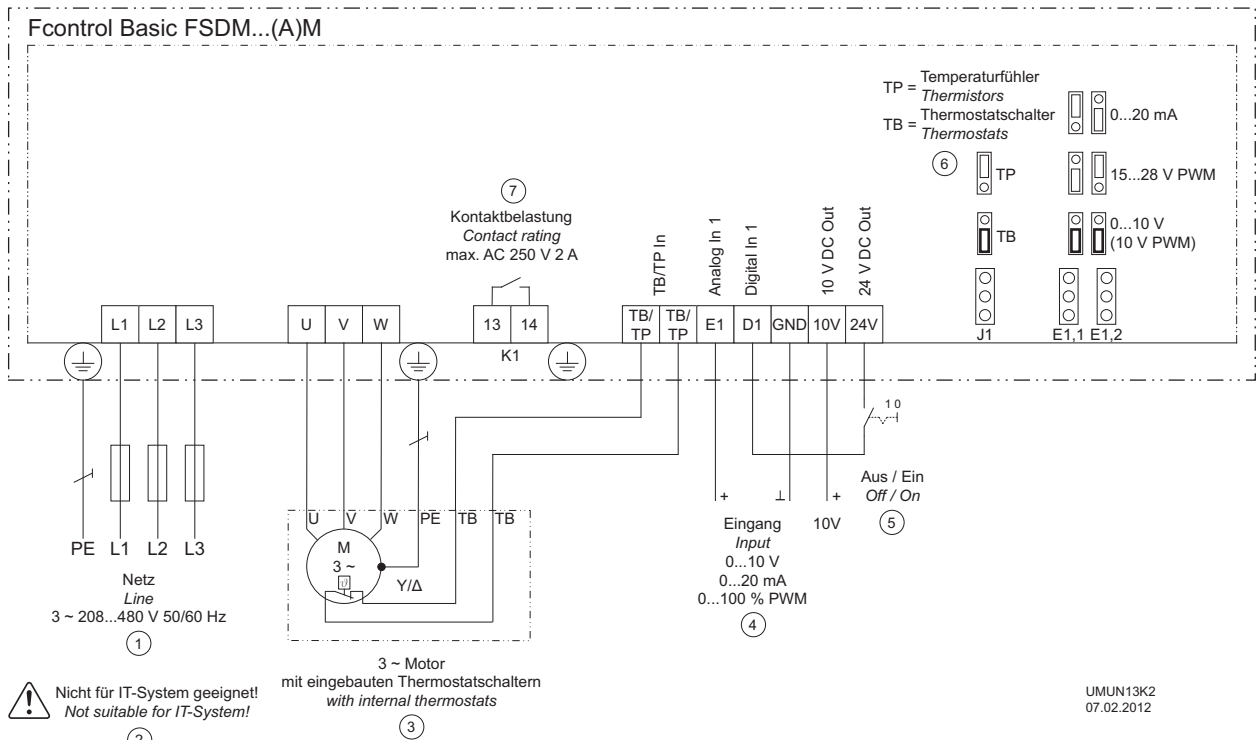 Fcontrol Basic FSDM...(A)M
TP = Temperaturfühler
Thermistors
TB = Thermostatschalter
Thermostats
6
0...20 mA
TP
15...28 V PWM
TB
0...10 V
(10 V PWM)
J1
E1,1
E1,2
7
Kontaktbelastung
Contact rating
max. AC 250 V 2 A
TB/TP In
Analog In 1
Digital In 1
10 V DC Out
24 V DC Out
L1 L2 L3
U V W
13 14
K1
TB/
TP
TB/
TP
E1 D1 GND 10V 24V
1 0
Aus / Ein
Off / On
5
PE L1 L2 L3
Netz
Line
3 ~ 208...480 V 50/60 Hz
1
U V W PE TB TB
M
3 ~
ϑ
Y/Δ
+ ⊥ +
Eingang
10V
Input
0...10 V
0...20 mA
0...100 % PWM
4
3 ~ Motor
mit eingebauten Thermostatschaltern
with internal thermostats
3
Nicht für IT-System geeignet!
Not suitable for IT-System!
2
UMUN13K2
07.02.2012